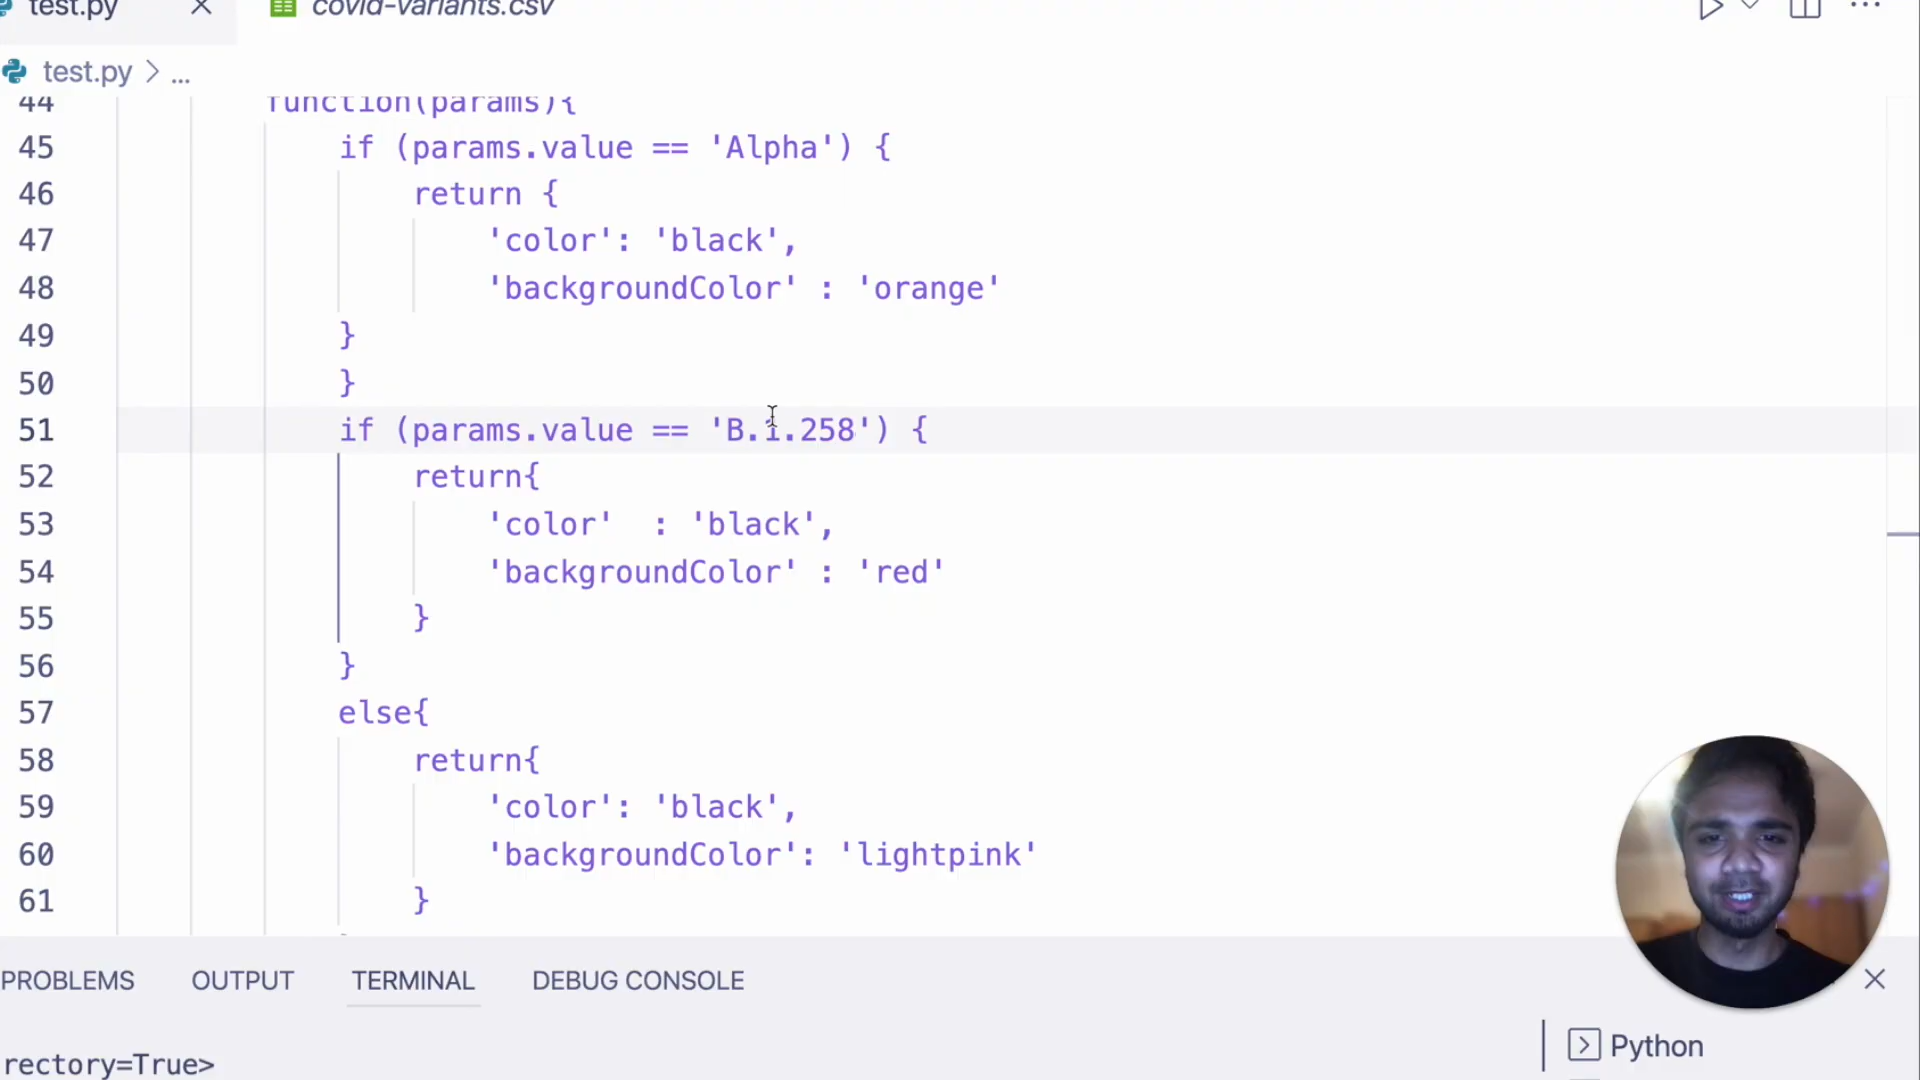 test.py
covid-variants.csv
test.py > ...
44 function(params){
45 if (params.value == 'Alpha') {
46 return {
47 'color': 'black',
48 'backgroundColor' : 'orange'
49 }
50 }
51 if (params.value == 'B.1.258') {
52 return{
53 'color'  : 'black',
54 'backgroundColor' : 'red'
55 }
56 }
57 else{
58 return{
59 'color': 'black',
60 'backgroundColor': 'lightpink'
61 }
PROBLEMS OUTPUT TERMINAL DEBUG CONSOLE
rectory=True>
Python